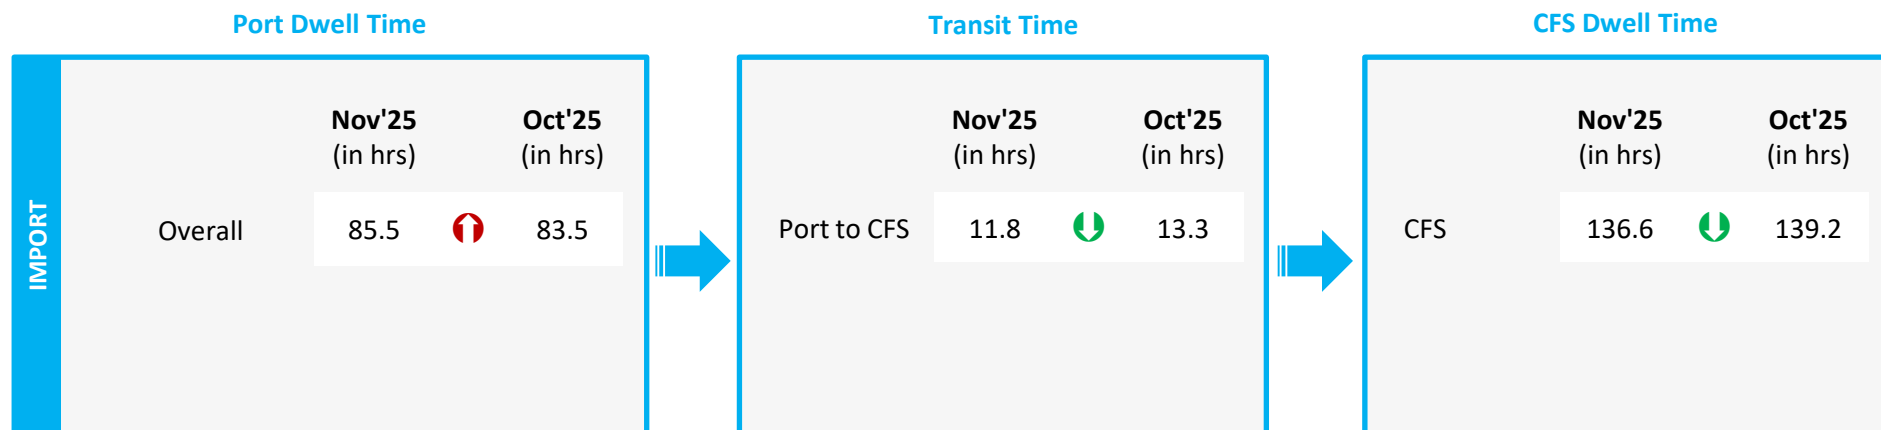 Port Dwell Time
Transit Time
CFS Dwell Time
IMPORT
Nov'25 Oct'25
(in hrs) (in hrs)
Overall 85.5 83.5
Nov'25 Oct'25
(in hrs) (in hrs)
Port to CFS 11.8 13.3
Nov'25 Oct'25
(in hrs) (in hrs)
CFS 136.6 139.2